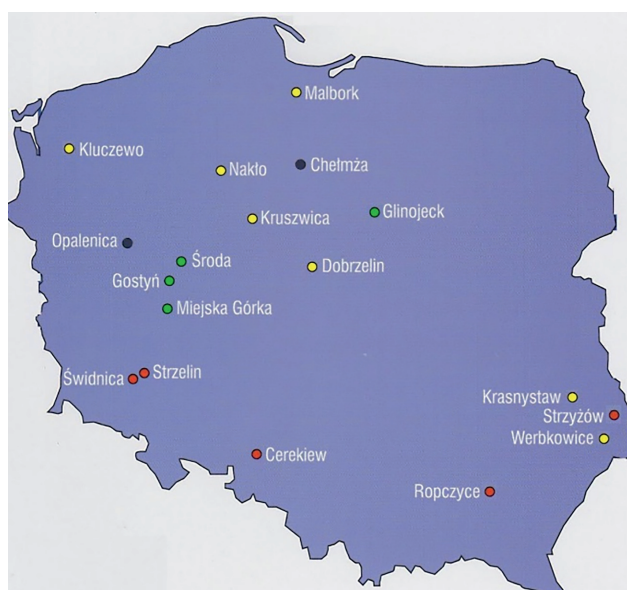 Malbork
Kluczewo
Nakło
Chełmża
Kruszwica
Glinojeck
Opalenica
Środa
Dobrzelin
Gostyń
Miejska Górka
Świdnica
Strzelin
Krasnystaw
Strzyżów
Werbkowice
Cerekiew
Ropczyce